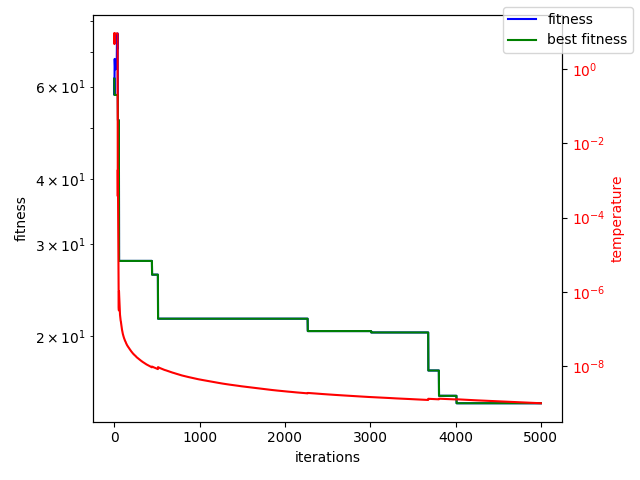 fitness
best fitness
6 × 10¹
4 × 10¹
3 × 10¹
2 × 10¹
fitness
10⁰
10⁻²
10⁻⁴
10⁻⁶
10⁻⁸
temperature
0 1000 2000 3000 4000 5000
iterations